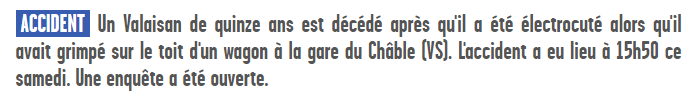 ACCIDENT Un Valaisan de quinze ans est décédé après qu'il a été électrocuté alors qu'il
avait grimpé sur le toit d'un wagon à la gare du Châble (VS). L'accident a eu lieu à 15h50 ce
samedi. Une enquête a été ouverte.